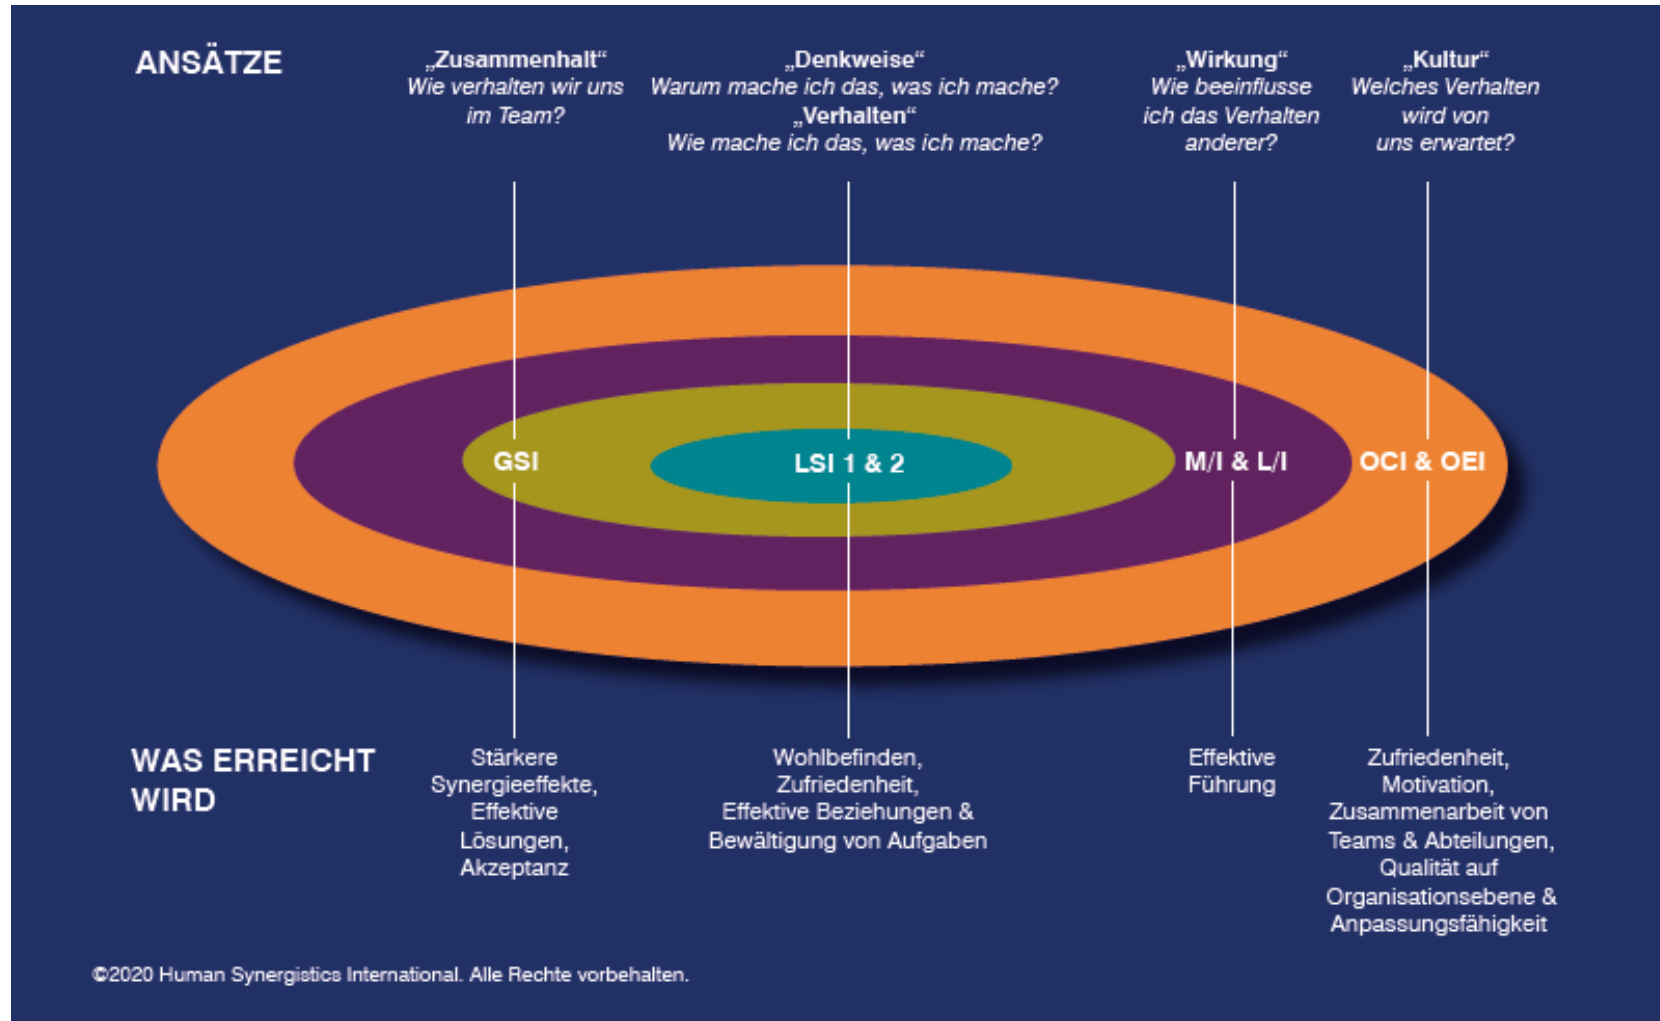 ANSÄTZE
„Zusammenhalt“
Wie verhalten wir uns
im Team?
„Denkweise“
Warum mache ich das, was ich mache?
„Verhalten“
Wie mache ich das, was ich mache?
„Wirkung“
Wie beeinflusse
ich das Verhalten
anderer?
„Kultur“
Welches Verhalten
wird von
uns erwartet?
GSI
LSI 1 & 2
M/I & L/I
OCI & OEI
WAS ERREICHT
WIRD
Stärkere
Synergieeffekte,
Effektive
Lösungen,
Akzeptanz
Wohlbefinden,
Zufriedenheit,
Effektive Beziehungen &
Bewältigung von Aufgaben
Effektive
Führung
Zufriedenheit,
Motivation,
Zusammenarbeit von
Teams & Abteilungen,
Qualität auf
Organisationsebene &
Anpassungsfähigkeit
©2020 Human Synergistics International. Alle Rechte vorbehalten.